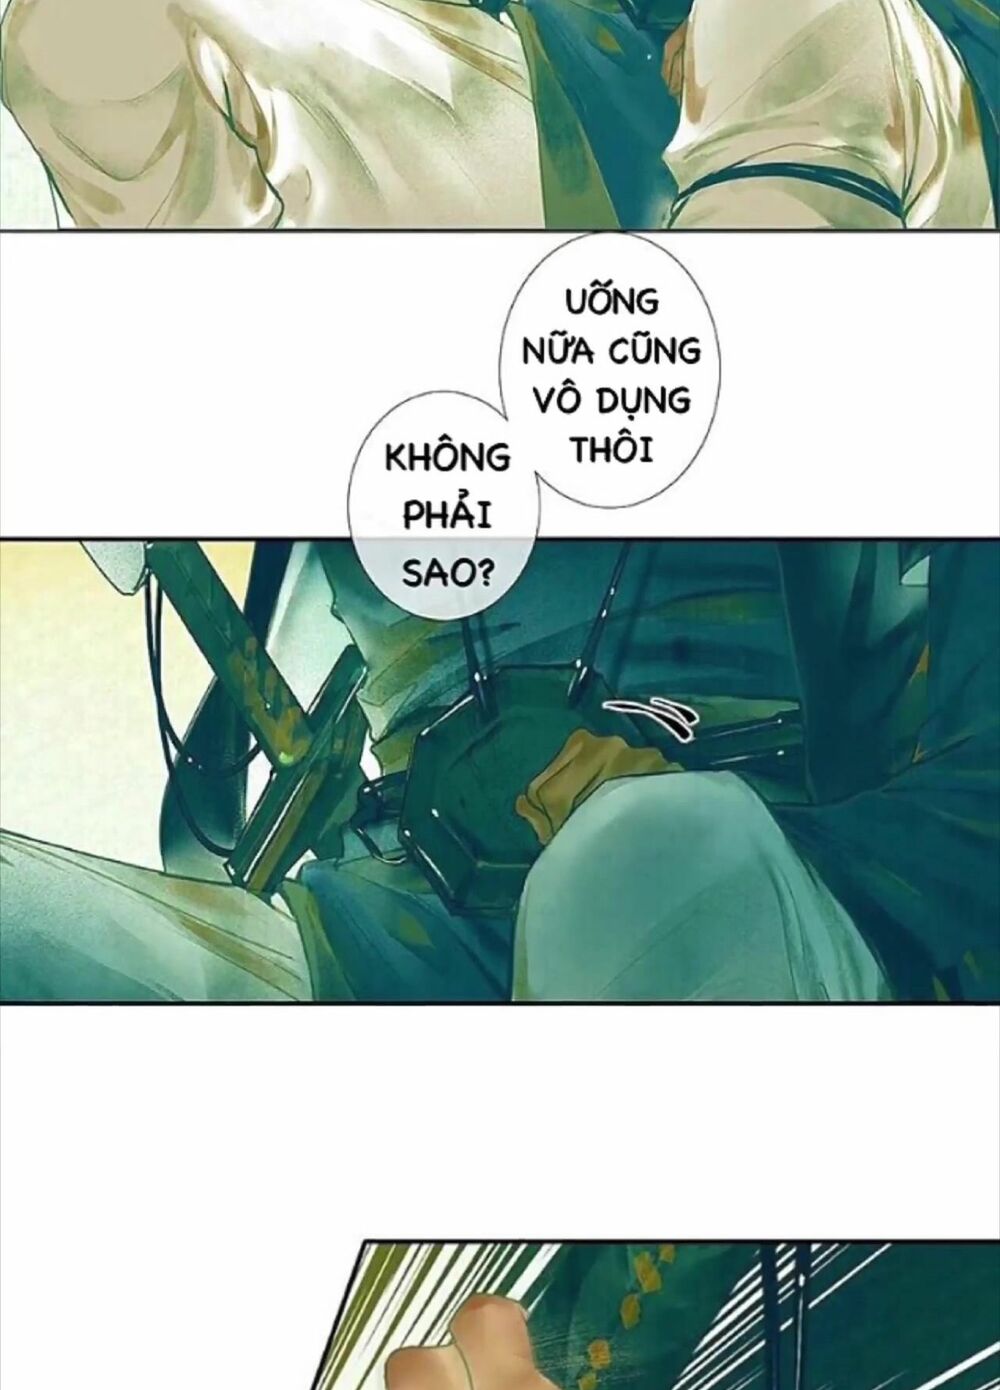 UỐNG
NỮA CŨNG
VÔ DỤNG
THÔI
KHÔNG
PHẢI
SAO?